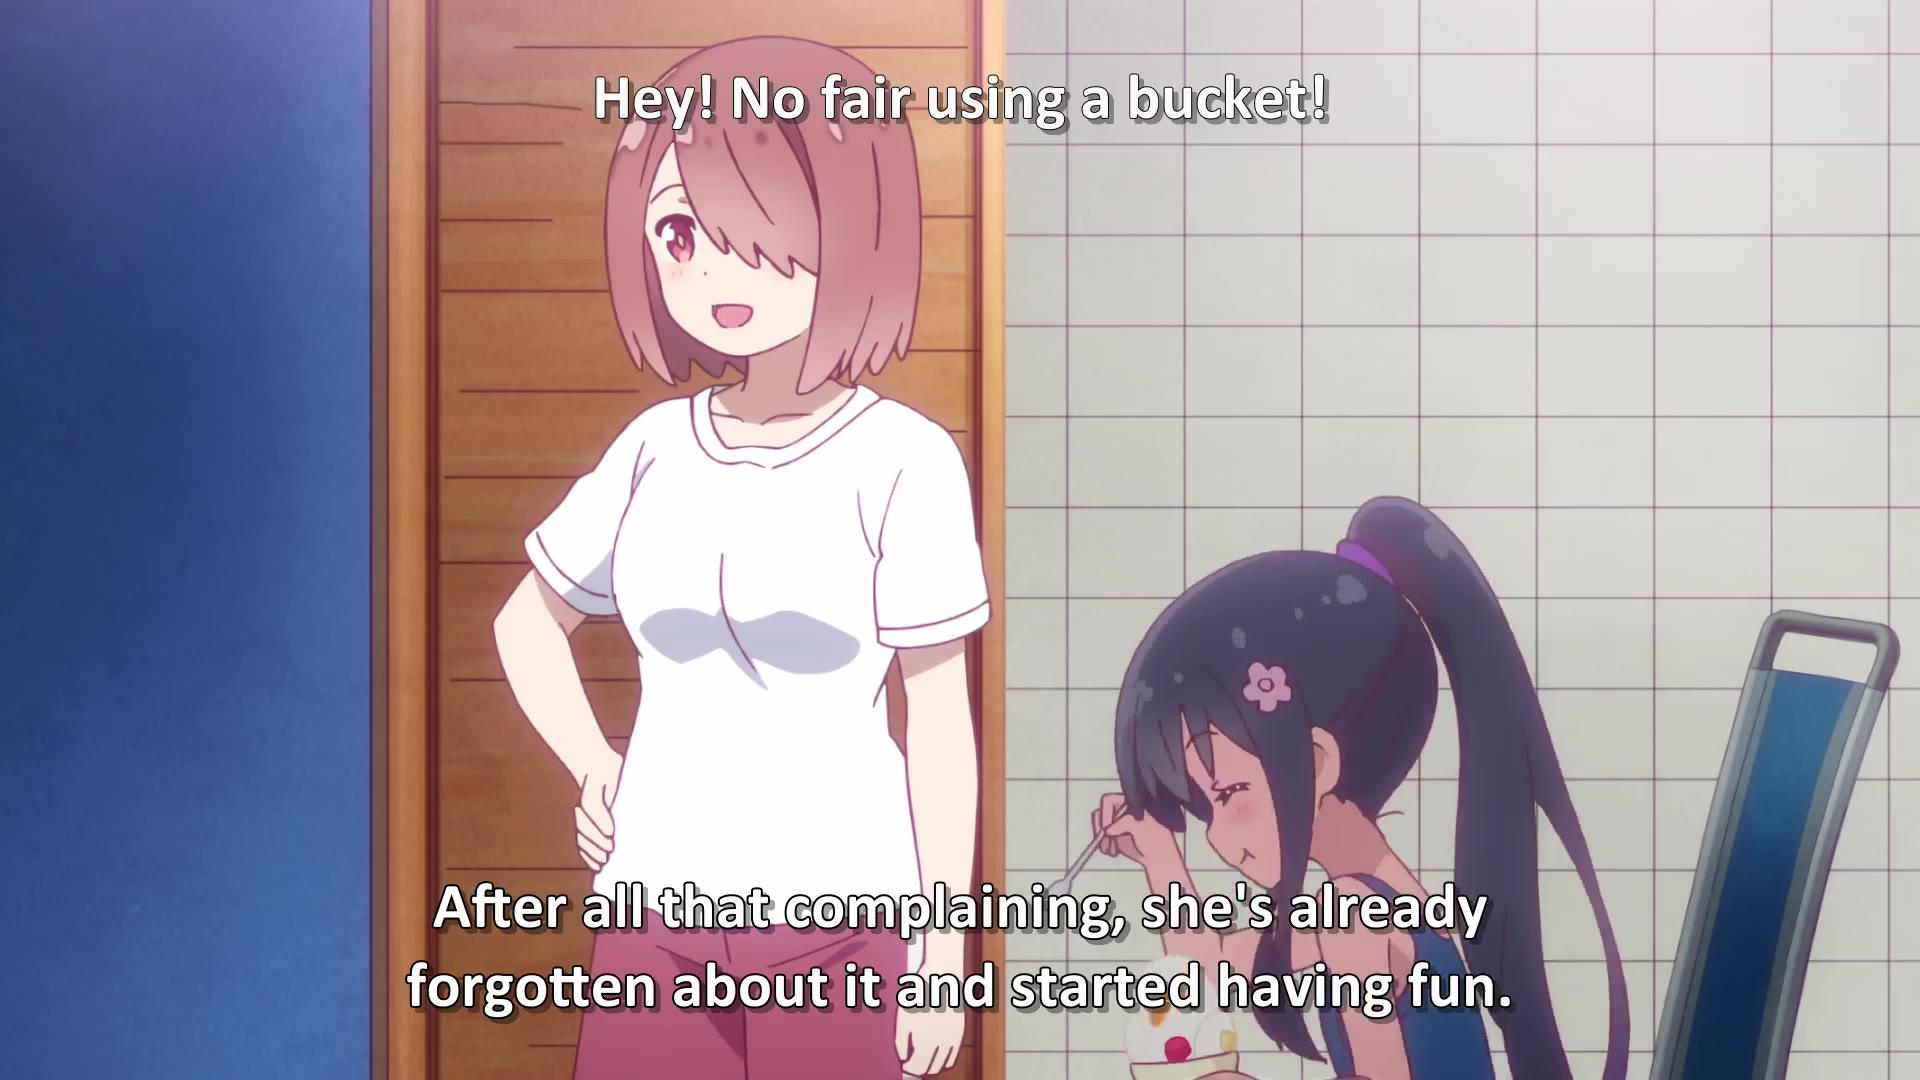 Hey! No fair using a bucket!
After all that complaining, she's already
forgotten about it and started having fun.